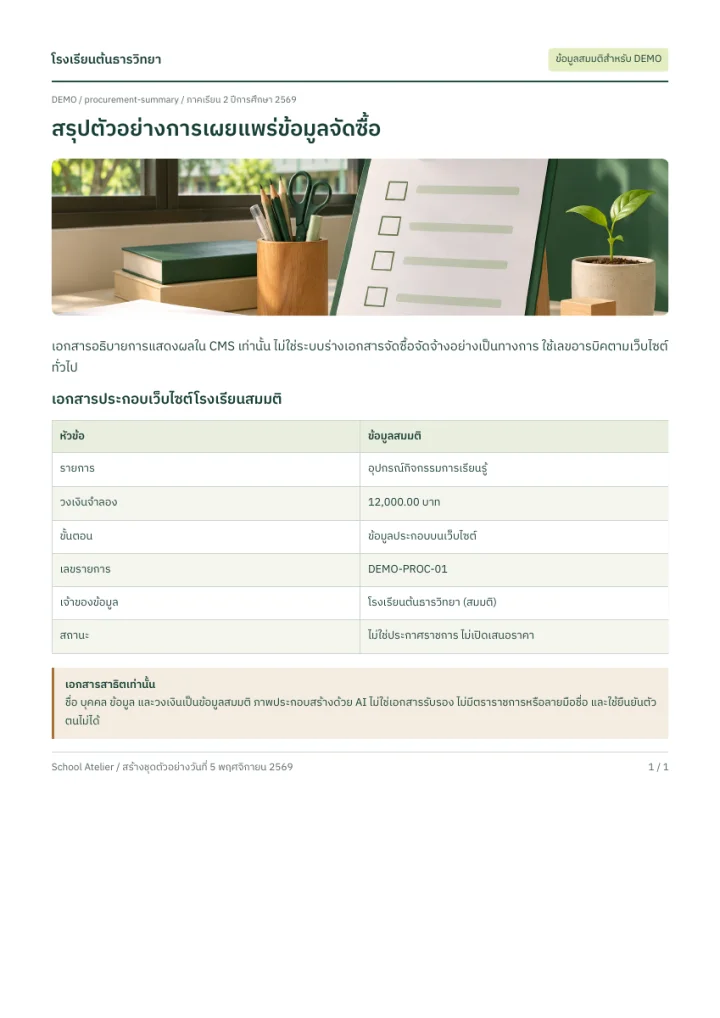 โรงเรียนต้นธารวิทยา
ข้อมูลสมมติสำหรับ DEMO
DEMO / procurement-summary / ภาคเรียน 2 ปีการศึกษา 2569
สรุปตัวอย่างการเผยแพร่ข้อมูลจัดซื้อ
เอกสารอธิบายการแสดงผลใน CMS เท่านั้น ไม่ใช่ระบบร่างเอกสารจัดซื้อจัดจ้างอย่างเป็นทางการ ใช้เลขอารบิคตามเว็บไซต์
ทั่วไป
เอกสารประกอบเว็บไซต์โรงเรียนสมมติ
หัวข้อ ข้อมูลสมมติ
รายการ อุปกรณ์กิจกรรมการเรียนรู้
วงเงินจำลอง 12,000.00 บาท
ขั้นตอน ข้อมูลประกอบบนเว็บไซต์
เลขรายการ DEMO-PROC-01
เจ้าของข้อมูล โรงเรียนต้นธารวิทยา (สมมติ)
สถานะ ไม่ใช่ประกาศราชการ ไม่เปิดเสนอราคา
เอกสารสาธิตเท่านั้น
ชื่อ บุคคล ข้อมูล และวงเงินเป็นข้อมูลสมมติ ภาพประกอบสร้างด้วย AI ไม่ใช่เอกสารรับรอง ไม่มีตราราชการหรือลายมือชื่อ และใช้ยืนยันตัว
ตนไม่ได้
School Atelier / สร้างชุดตัวอย่างวันที่ 5 พฤศจิกายน 2569
1 / 1